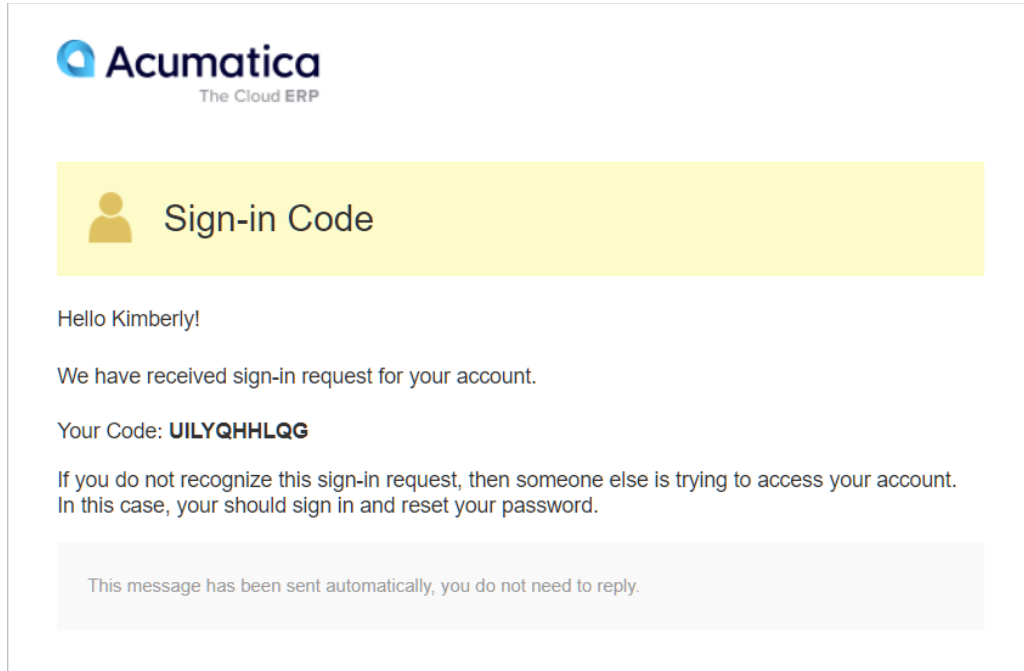 Acumatica
The Cloud ERP
Sign-in Code
Hello Kimberly!
We have received sign-in request for your account.
Your Code: UILYQHHLQG
If you do not recognize this sign-in request, then someone else is trying to access your account.
In this case, your should sign in and reset your password.
This message has been sent automatically, you do not need to reply.